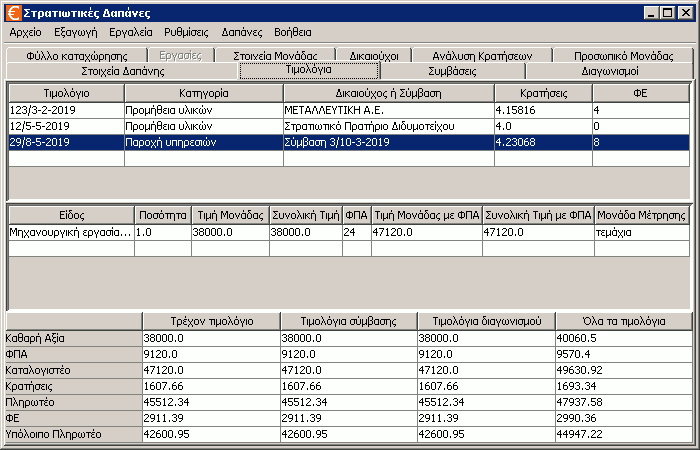 Στρατιωτικές Δαπάνες
Αρχείο Εξαγωγή Εργαλεία Ρυθμίσεις Δαπάνες Βοήθεια
Φύλλο καταχώρησης Εργασίες Στοιχεία Μονάδας Δικαιούχοι Ανάλυση Κρατήσεων Προσωπικό Μονάδας
Στοιχεία Δαπάνης Τιμολόγια Συμβάσεις Διαγωνισμοί
Τιμολόγιο Κατηγορία Δικαιούχος ή Σύμβαση Κρατήσεις ΦΕ
123/3-2-2019 Προμήθεια υλικών ΜΕΤΑΛΛΕΥΤΙΚΗ Α.Ε. 4.15816 4
12/5-5-2019 Προμήθεια υλικών Στρατιωτικό Πρατήριο Διδυμοτείχου 4.0 0
29/8-5-2019 Παροχή υπηρεσιών Σύμβαση 3/10-3-2019 4.23068 8
Είδος Ποσότητα Τιμή Μονάδας Συνολική Τιμή ΦΠΑ Τιμή Μονάδας με ΦΠΑ Συνολική Τιμή με ΦΠΑ Μονάδα Μέτρησης
Μηχανουργική εργασία... 1.0 38000.0 38000.0 24 47120.0 47120.0 τεμάχια
Τρέχον τιμολόγιο Τιμολόγια σύμβασης Τιμολόγια διαγωνισμού Όλα τα τιμολόγια
Καθαρή Αξία 38000.0 38000.0 38000.0 40060.5
ΦΠΑ 9120.0 9120.0 9120.0 9570.4
Καταλογιστέο 47120.0 47120.0 47120.0 49630.92
Κρατήσεις 1607.66 1607.66 1607.66 1693.34
Πληρωτέο 45512.34 45512.34 45512.34 47937.58
ΦΕ 2911.39 2911.39 2911.39 2990.36
Υπόλοιπο Πληρωτέο 42600.95 42600.95 42600.95 44947.22